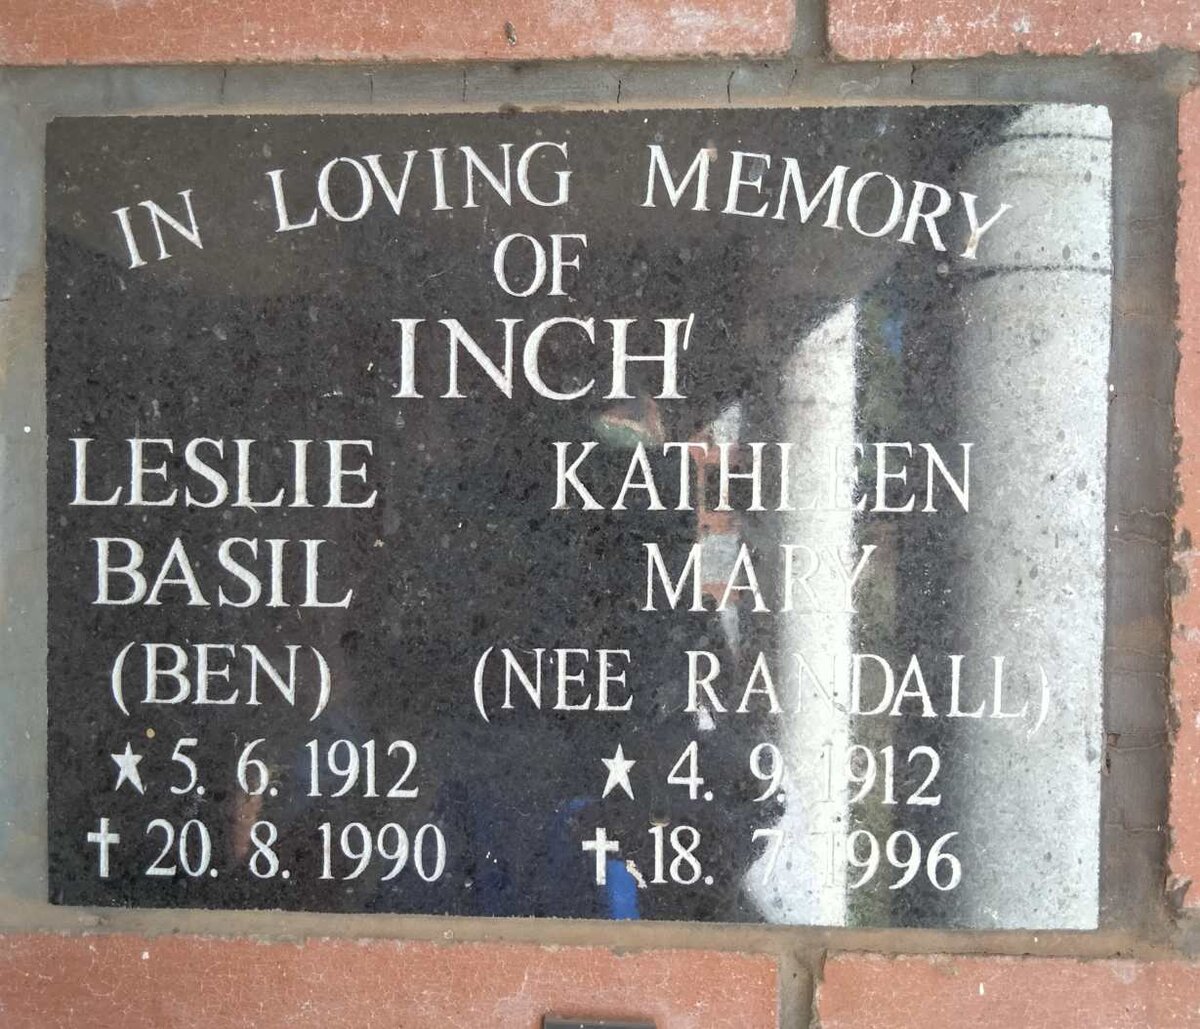 IN LOVING MEMORY
OF
INCH
LESLIE KATHLEEN
BASIL MARY
(BEN) (NEE RANDALL)
★ 5. 6. 1912 ★ 4. 9. 1912
✝ 20. 8. 1990 ✝ 18. 7. 1996